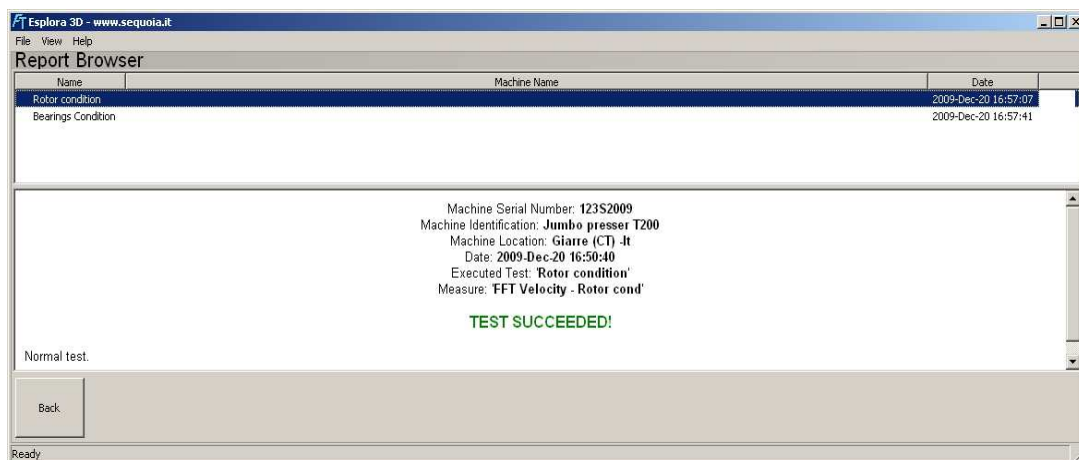 Esplora 3D - www.sequoia.it
File View Help
Report Browser
Name Machine Name Date
Rotor condition 2009-Dec-20 16:57:07
Bearings Condition 2009-Dec-20 16:57:41
Machine Serial Number: 123S2009
Machine Identification: Jumbo presser T200
Machine Location: Giarre (CT) -It
Date: 2009-Dec-20 16:50:40
Executed Test: 'Rotor condition'
Measure: 'FFT Velocity - Rotor cond'
TEST SUCCEEDED!
Normal test.
Back
Ready